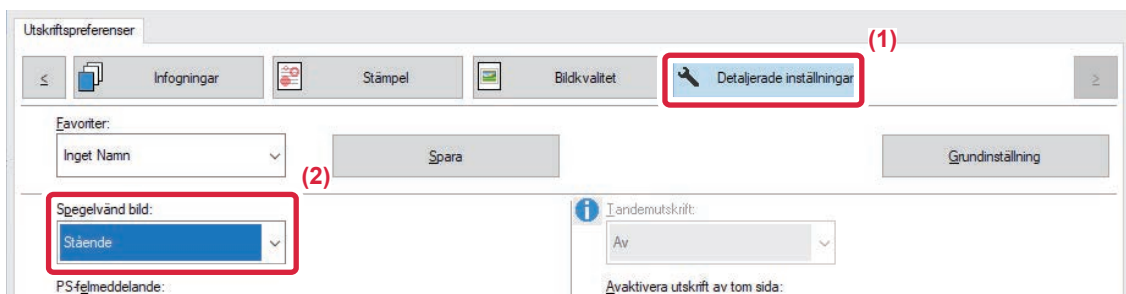 Utskriftspreferenser
(1)
< Infogningar Stämpel Bildkvalitet Detaljerade inställningar >
Favoriter:
Inget Namn Spara Grundinställning
(2)
Spegelvänd bild: Tandemutskrift:
Stående Av
PS-felmeddelande: Avaktivera utskrift av tom sida: